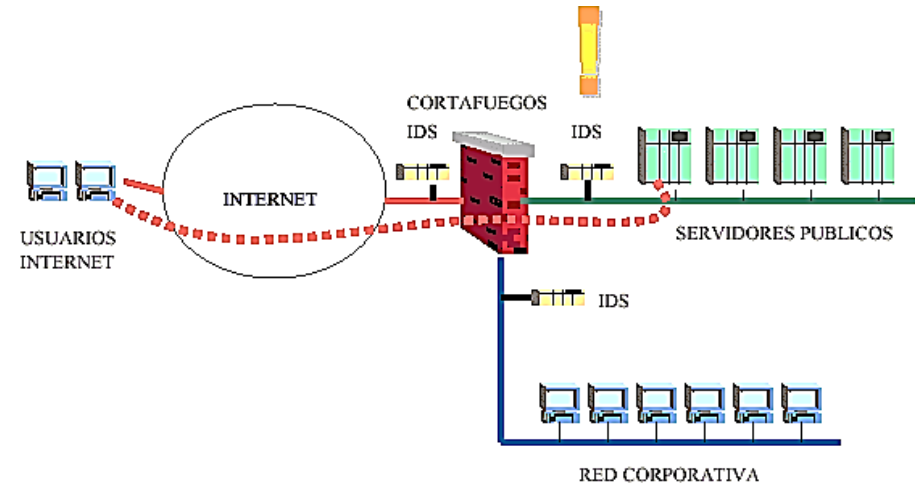 CORTAFUEGOS
IDS
IDS
INTERNET
USUARIOS
INTERNET
SERVIDORES PUBLICOS
IDS
RED CORPORATIVA